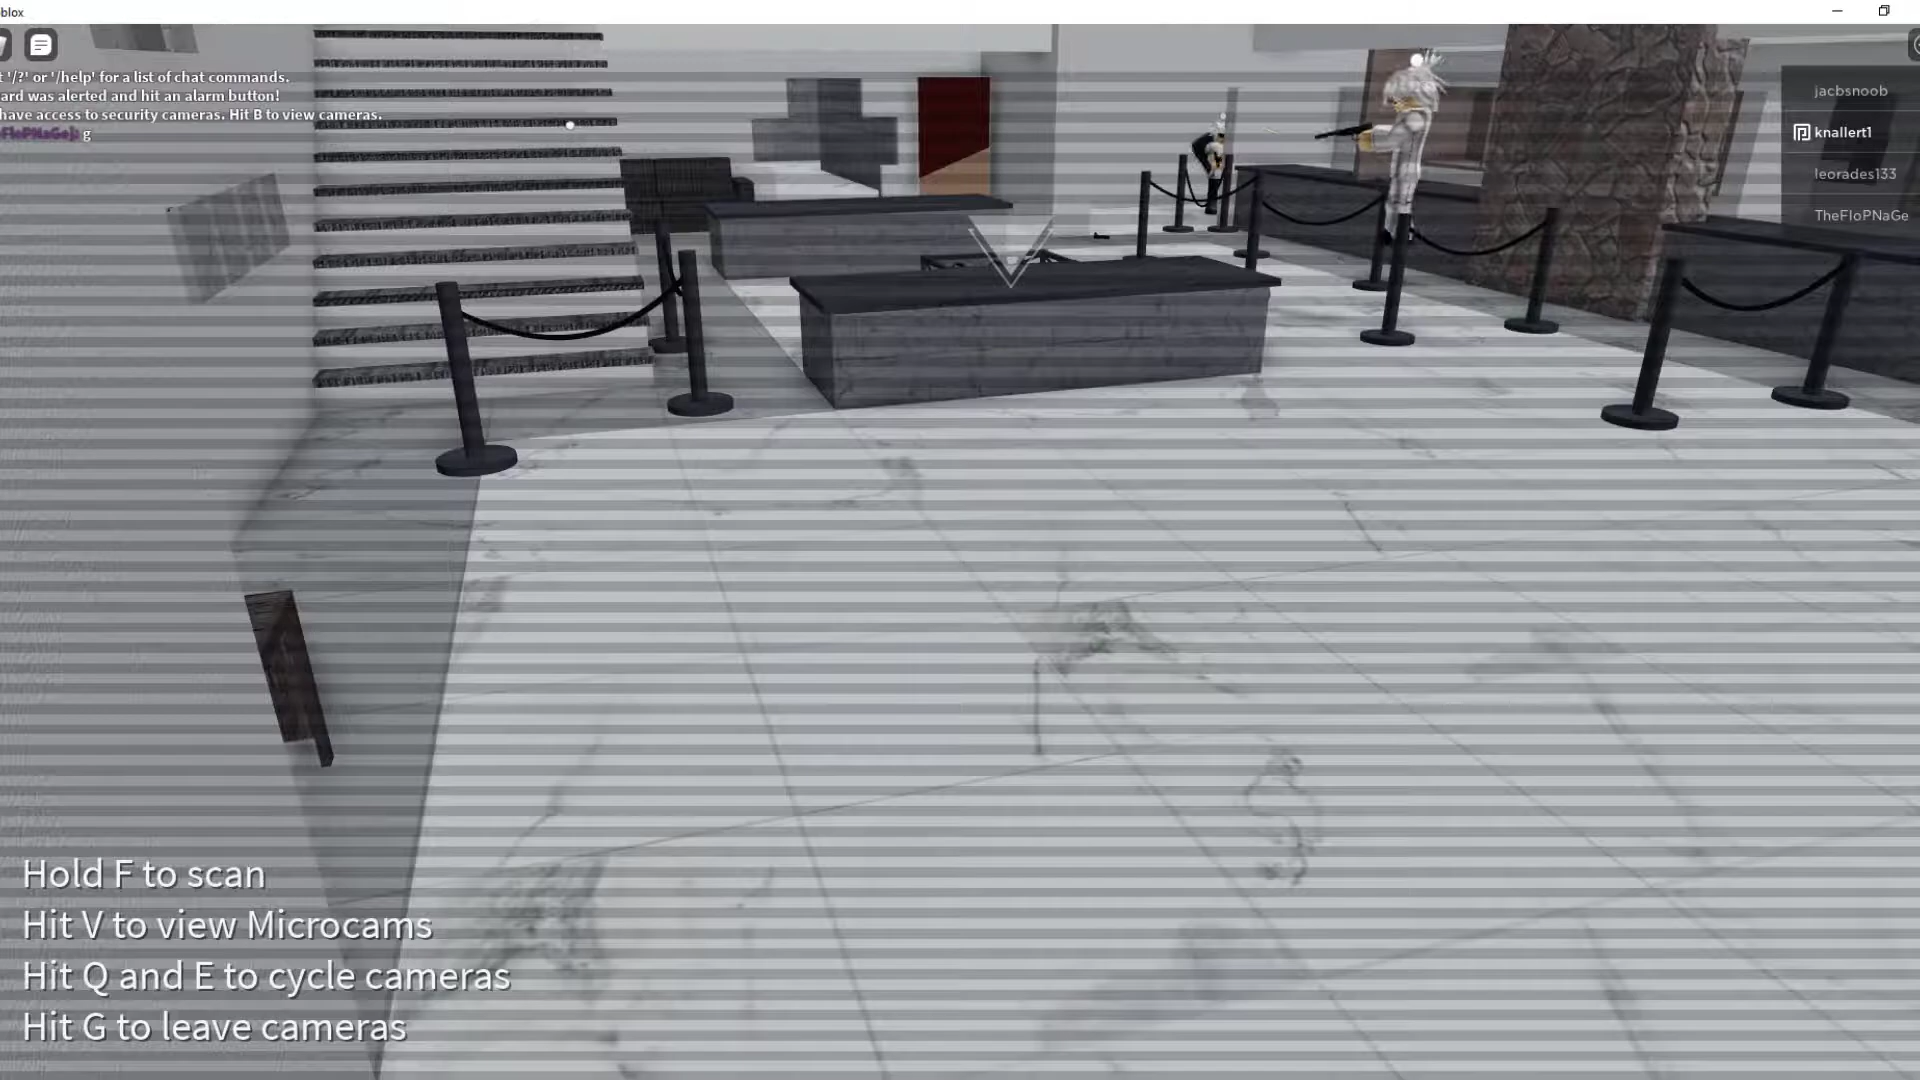 blox
t '/?' or '/help' for a list of chat commands.
ard was alerted and hit an alarm button!
have access to security cameras. Hit B to view cameras.
FloPNaGe]: g
jacbsnoob
knallert1
leorades133
TheFloPNaGe
Hold F to scan
Hit V to view Microcams
Hit Q and E to cycle cameras
Hit G to leave cameras